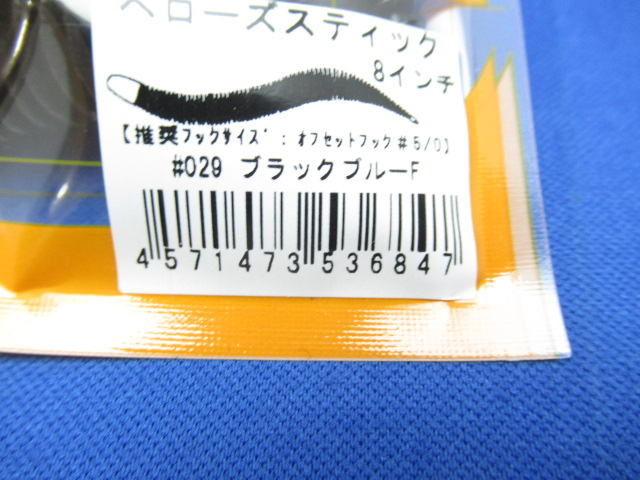 ベローズスティック
8インチ
【推奨フックサイズ:オフセットフック#5/0】
#029 ブラックブルーF
4571473536847